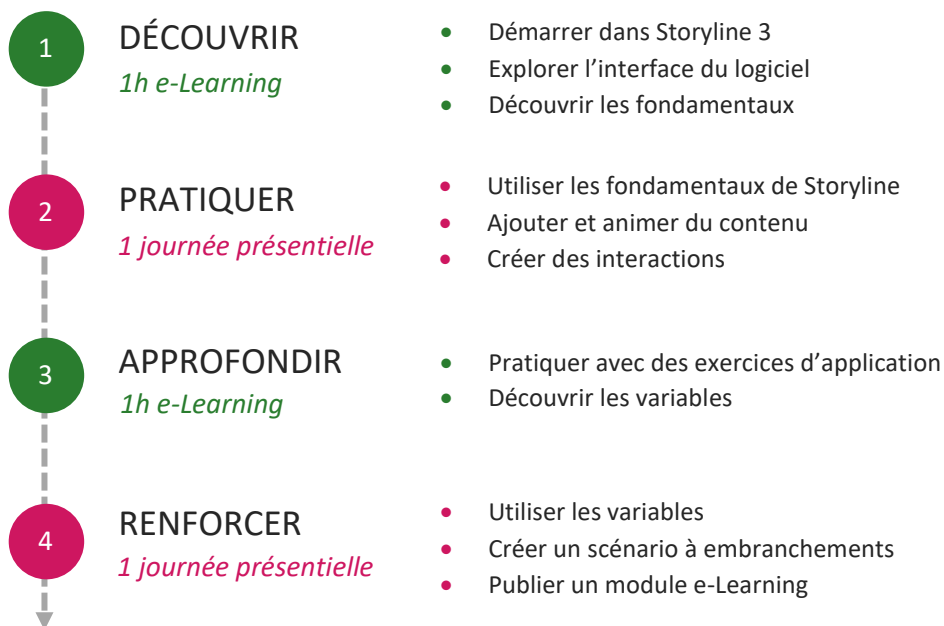 1
DÉCOUVRIR
1h e-Learning
• Démarrer dans Storyline 3
• Explorer l’interface du logiciel
• Découvrir les fondamentaux
2
PRATIQUER
1 journée présentielle
• Utiliser les fondamentaux de Storyline
• Ajouter et animer du contenu
• Créer des interactions
3
APPROFONDIR
1h e-Learning
• Pratiquer avec des exercices d’application
• Découvrir les variables
4
RENFORCER
1 journée présentielle
• Utiliser les variables
• Créer un scénario à embranchements
• Publier un module e-Learning